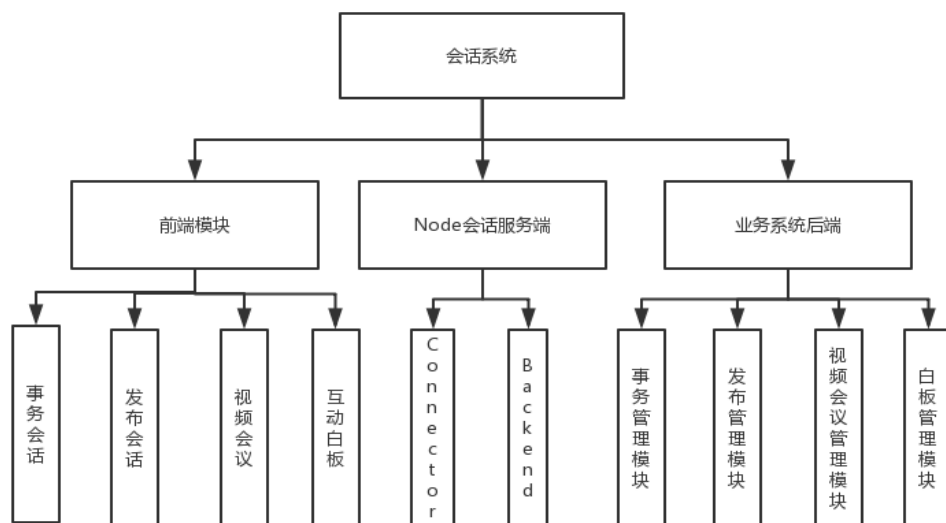 会话系统
前端模块
Node会话服务端
业务系统后端
事务会话
发布会话
视频会议
互动白板
Connector
Backend
事务管理模块
发布管理模块
视频会议管理模块
白板管理模块